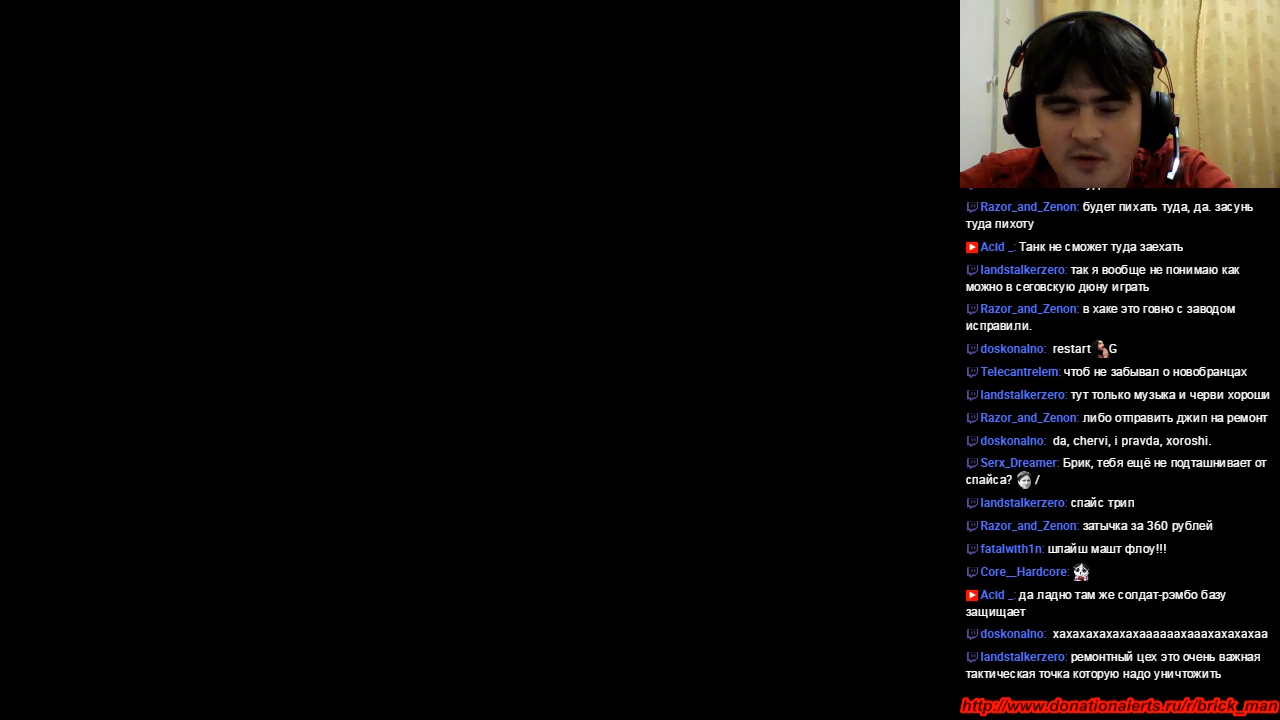 Razor_and_Zenon: будет пихать туда, да. засунь
туда пихоту
Acid _: Танк не сможет туда заехать
landstalkerzero: так я вообще не понимаю как
можно в сеговскую дюну играть
Razor_and_Zenon: в хаке это говно с заводом
исправили.
doskonalno: restart G
Telecantrelem: чтоб не забывал о новобранцах
landstalkerzero: тут только музыка и черви хороши
Razor_and_Zenon: либо отправить джип на ремонт
doskonalno: da, chervi, i pravda, xoroshi.
Serx_Dreamer: Брик, тебя ещё не подташнивает от
спайса? /
landstalkerzero: спайс трип
Razor_and_Zenon: затычка за 360 рублей
fatalwith1n: шпайш машт флоу!!!
Core__Hardcore:
Acid _: да ладно там же солдат-рэмбо базу
защищает
doskonalno: хахахахахахахаааааахаааахахахахаа
landstalkerzero: ремонтный цех это очень важная
тактическая точка которую надо уничтожить
http://www.donationalerts.ru/r/brick_man